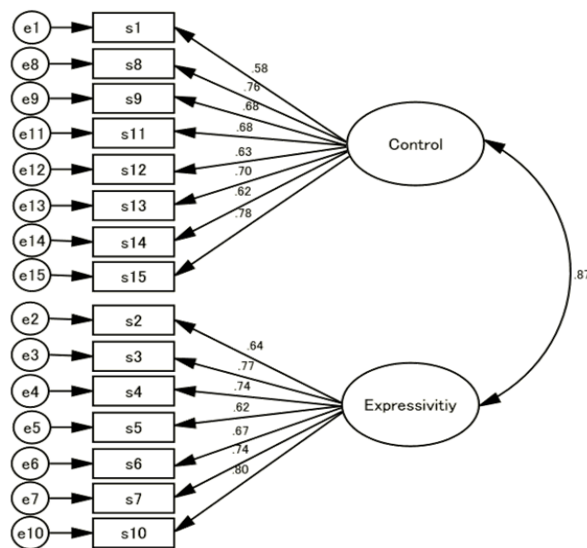 e1 s1
e8 s8
e9 s9
e11 s11
e12 s12
e13 s13
e14 s14
e15 s15
.58
.76
.68
.68
.63
.70
.62
.78
Control
.87
e2 s2
e3 s3
e4 s4
e5 s5
e6 s6
e7 s7
e10 s10
.64
.77
.74
.62
.67
.74
.80
Expressivitiy